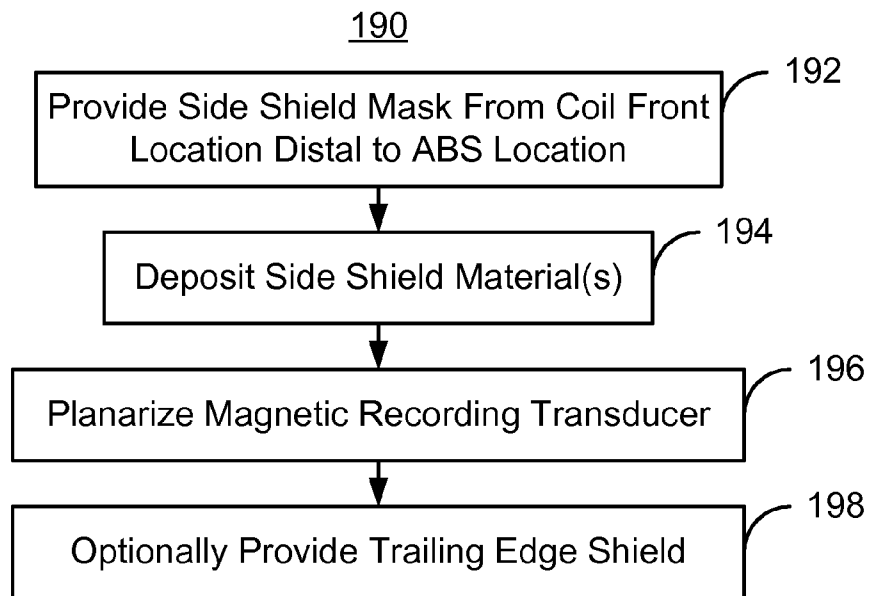 190
192
Provide Side Shield Mask From Coil Front
Location Distal to ABS Location
194
Deposit Side Shield Material(s)
196
Planarize Magnetic Recording Transducer
198
Optionally Provide Trailing Edge Shield